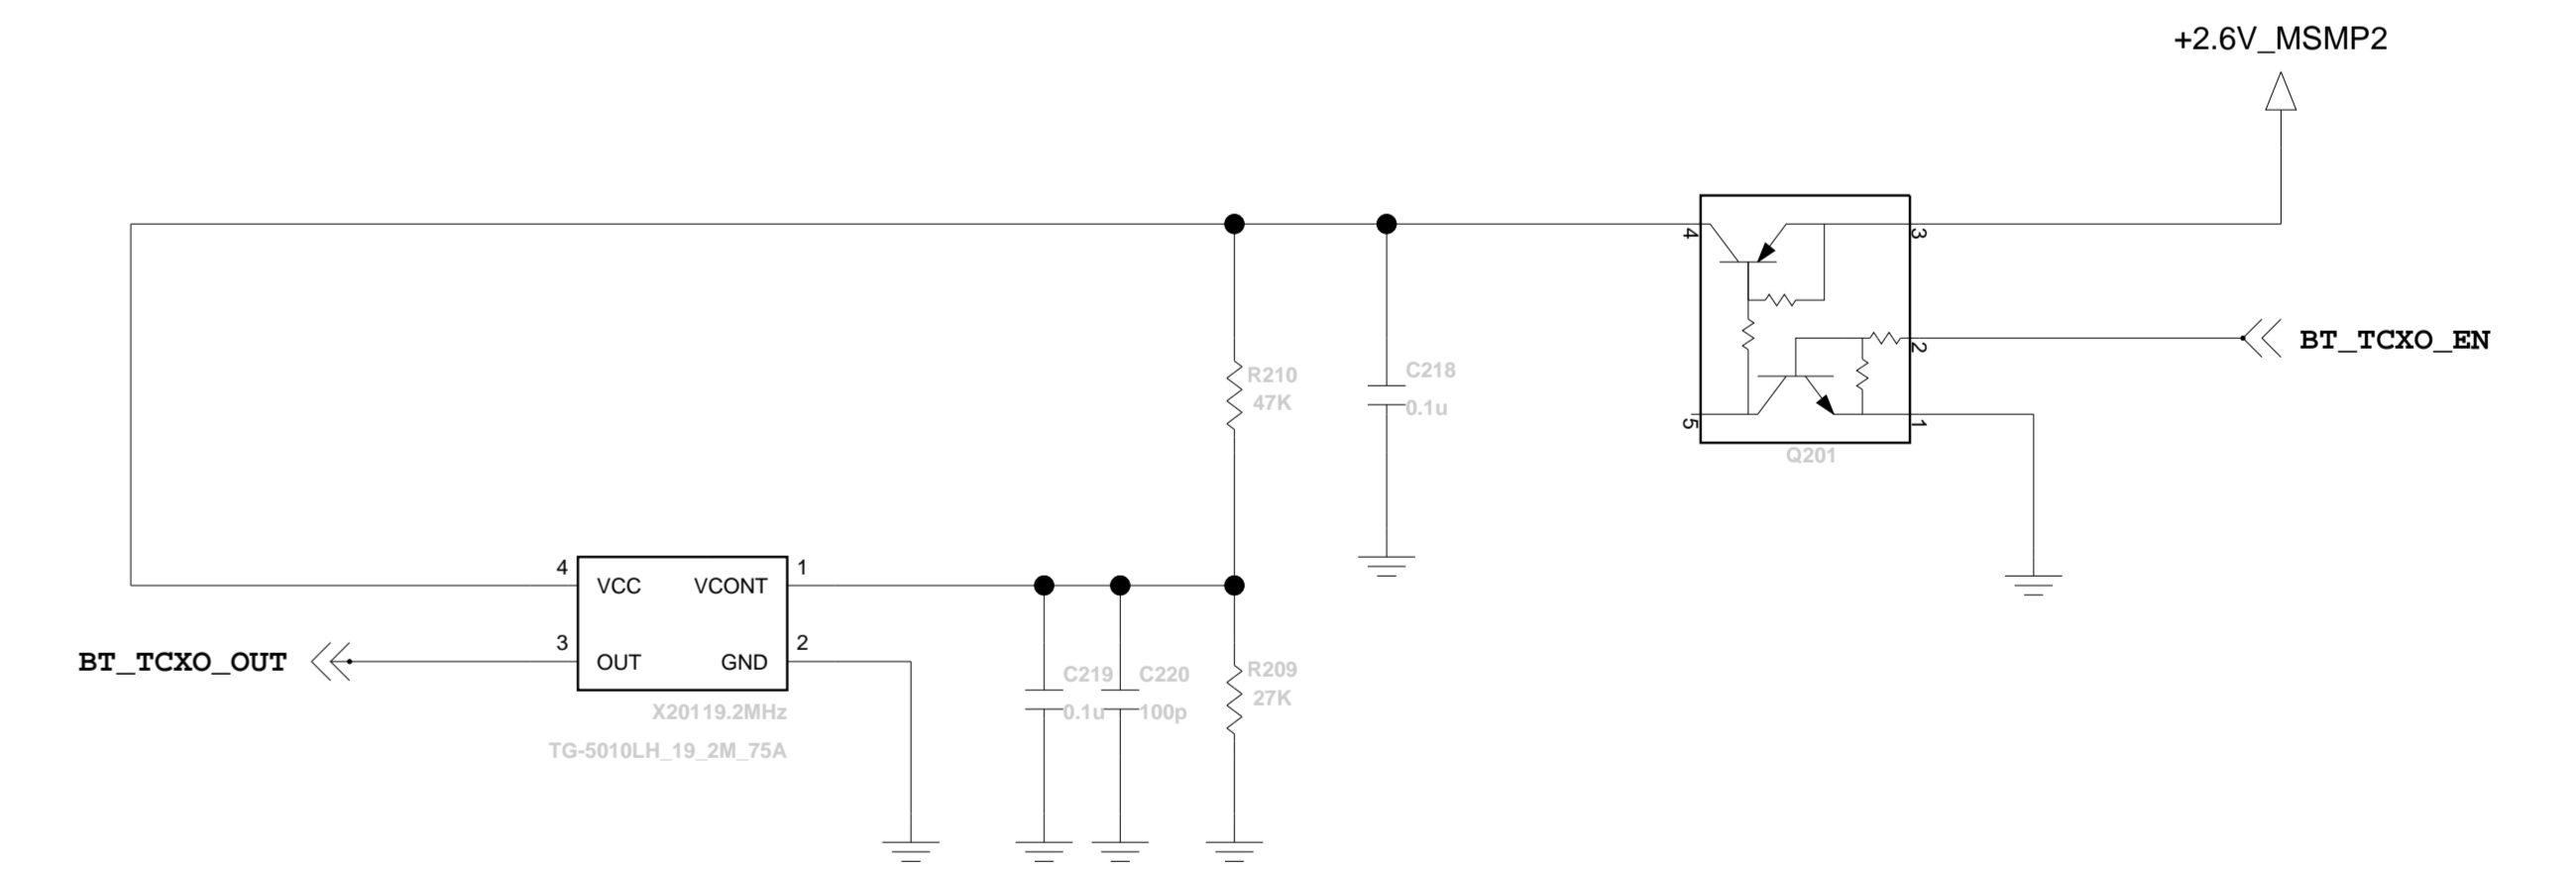 +2.6V_MSMP2
4
3
BT_TCXO_EN
2
5
1
Q201
R210
47K
C218
0.1u
4
VCC
VCONT
1
3
OUT
GND
2
BT_TCXO_OUT
X20119.2MHz
TG-5010LH_19_2M_75A
C219
0.1u
C220
100p
R209
27K